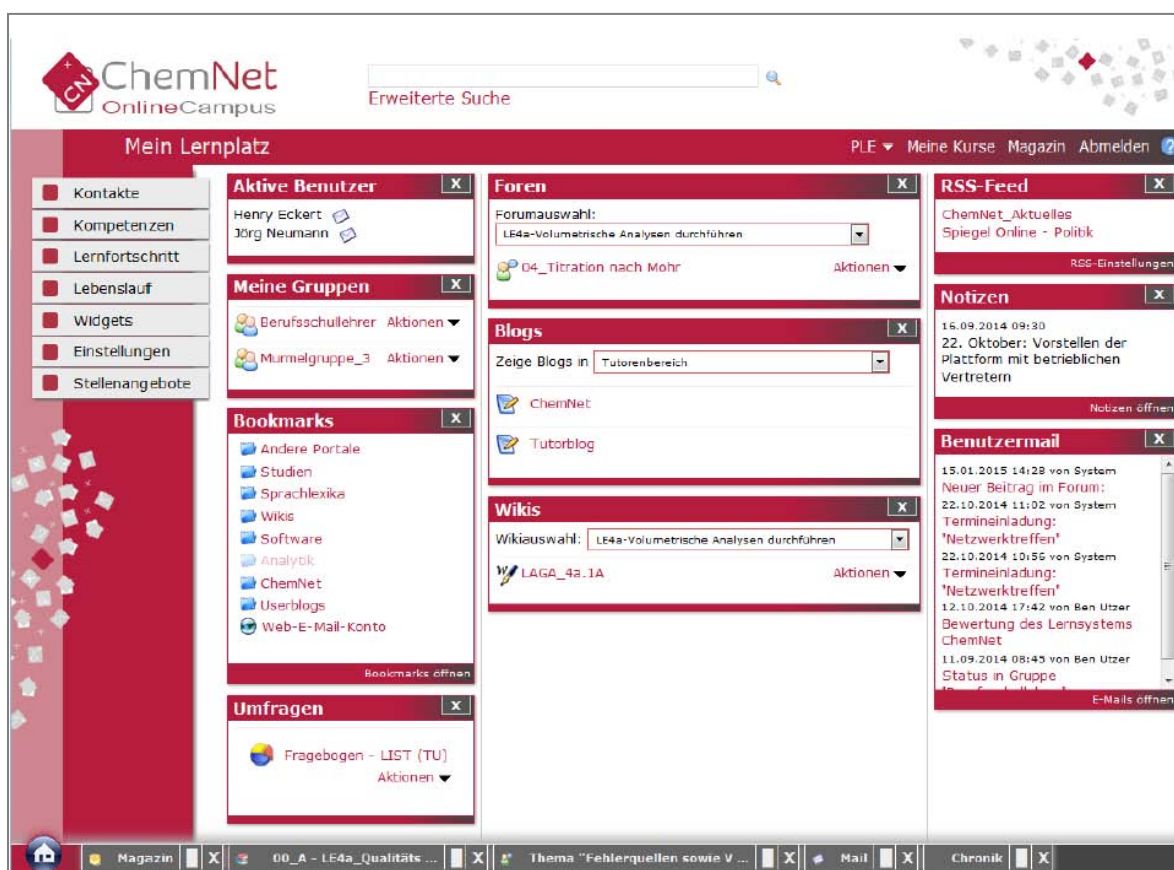 CN
ChemNet
OnlineCampus
Erweiterte Suche
Mein Lernplatz
PLE Meine Kurse Magazin Abmelden ?
Kontakte
Kompetenzen
Lernfortschritt
Lebenslauf
Widgets
Einstellungen
Stellenangebote
Aktive Benutzer X
Henry Eckert
Jörg Neumann
Meine Gruppen X
Berufsschullehrer Aktionen
Murmelgruppe_3 Aktionen
Bookmarks X
Andere Portale
Studien
Sprachlexika
Wikis
Software
Analytik
ChemNet
Userblogs
Web-E-Mail-Konto
Bookmarks öffnen
Umfragen X
Fragebogen - LIST (TU)
Aktionen
Foren X
Forumauswahl:
LE4a-Volumetrische Analysen durchführen
04_Titration nach Mohr Aktionen
Blogs X
Zeige Blogs in Tutorenbereich
ChemNet
Tutorblog
Wikis X
Wikiauswahl: LE4a-Volumetrische Analysen durchführen
LAGA_4a.1A Aktionen
RSS-Feed X
ChemNet_Aktuelles
Spiegel Online - Politik
RSS-Einstellungen
Notizen X
16.09.2014 09:30
22. Oktober: Vorstellen der
Plattform mit betrieblichen
Vertretern
Notizen öffnen
Benutzermail X
15.01.2015 14:28 von System
Neuer Beitrag im Forum:
22.10.2014 11:02 von System
Termineinladung:
"Netzwerktreffen"
22.10.2014 10:56 von System
Termineinladung:
"Netzwerktreffen"
12.10.2014 17:42 von Ben Utzer
Bewertung des Lernsystems
ChemNet
11.09.2014 08:45 von Ben Utzer
Status in Gruppe
E-Mails öffnen
Magazin X 00_A - LE4a_Qualitäts ... X Thema "Fehlerquellen sowie V ... X Mail X Chronik X